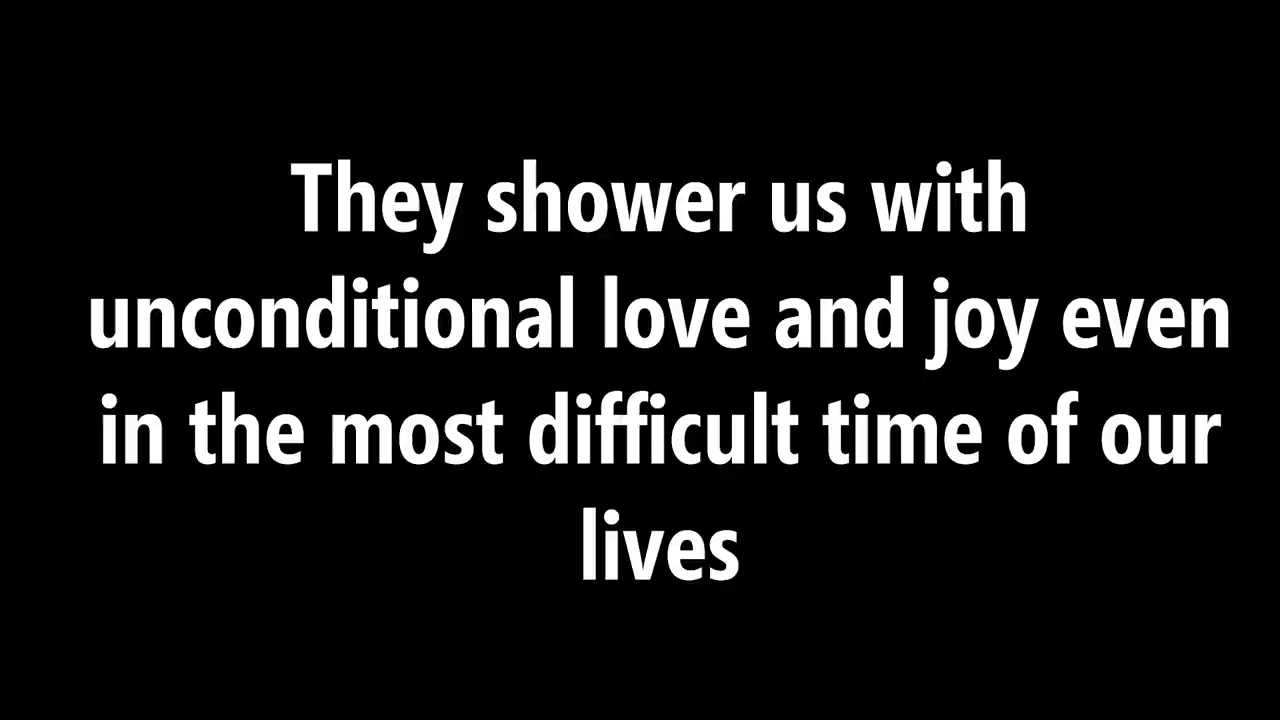 They shower us with
unconditional love and joy even
in the most difficult time of our
lives